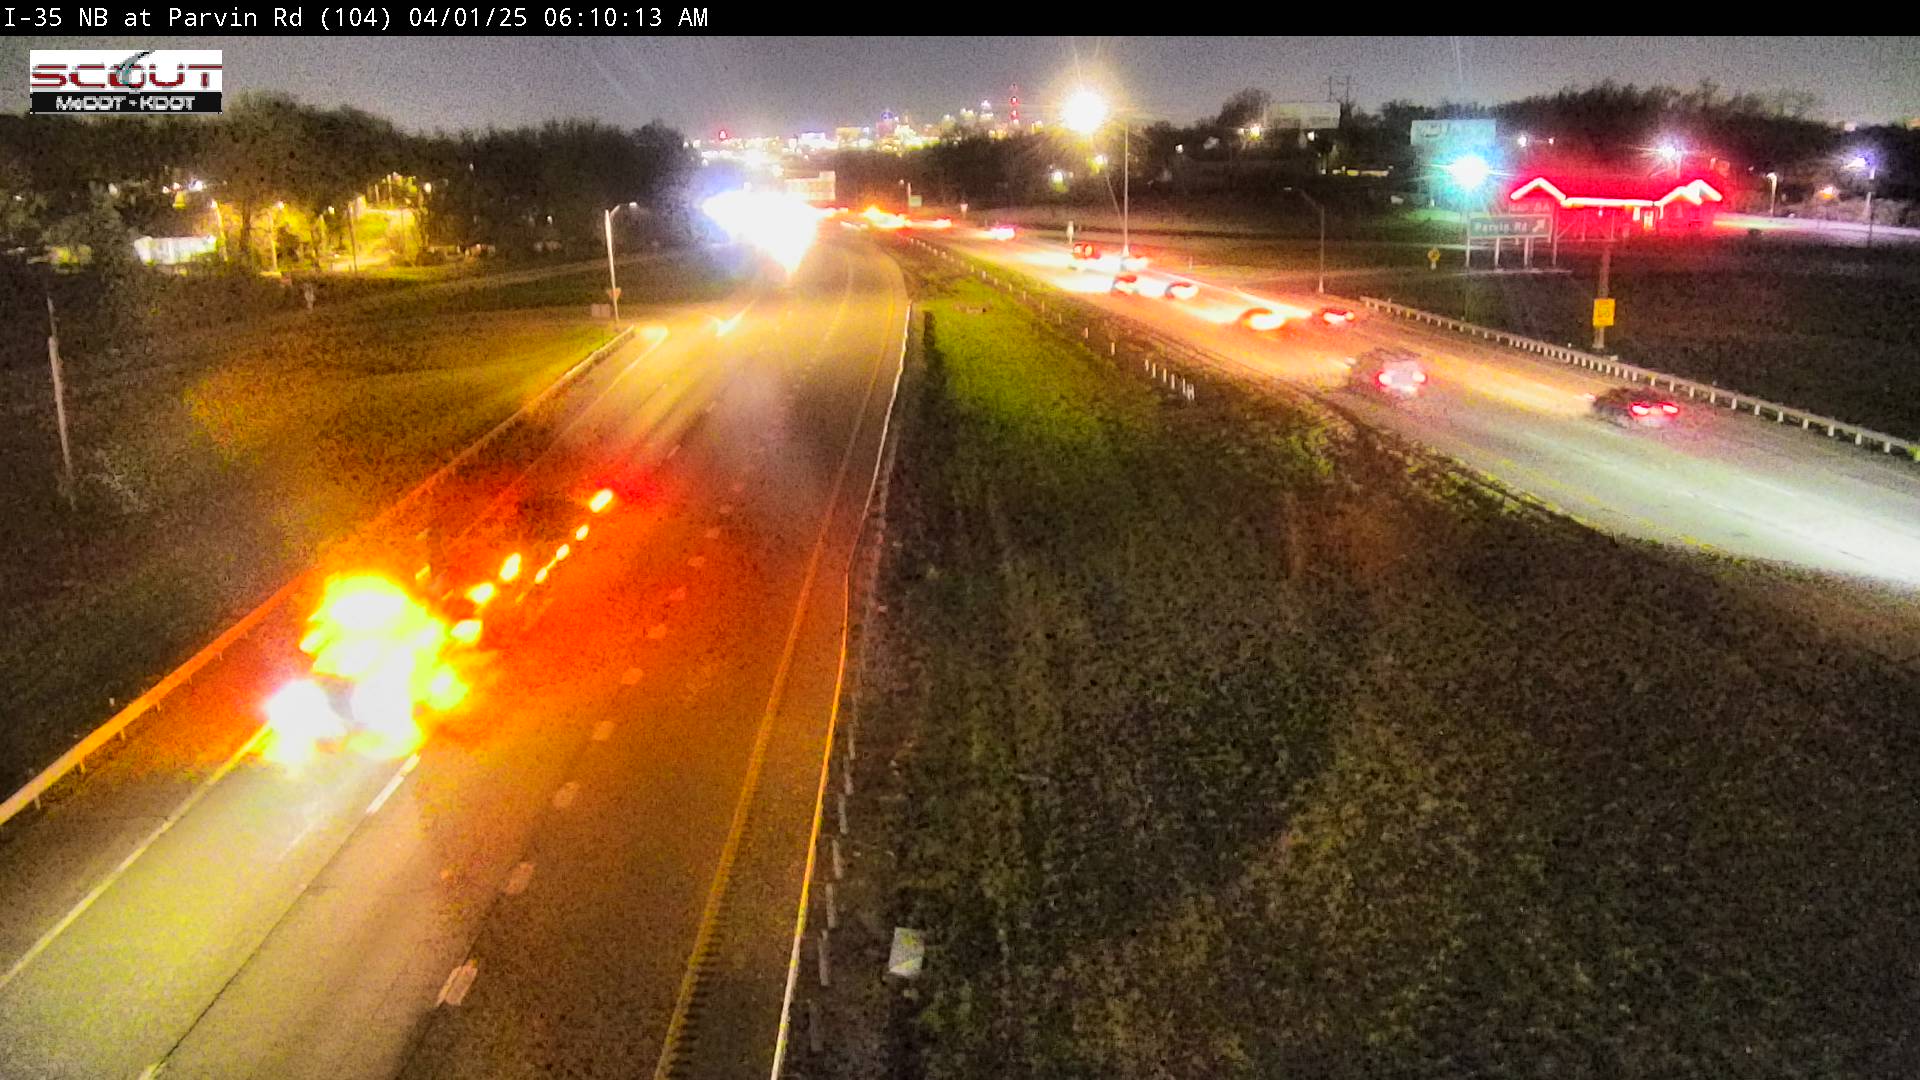 I-35 NB at Parvin Rd (104) 04/01/25 06:10:13 AM
SCOUT
MoDOT - KDOT
Parvin Rd